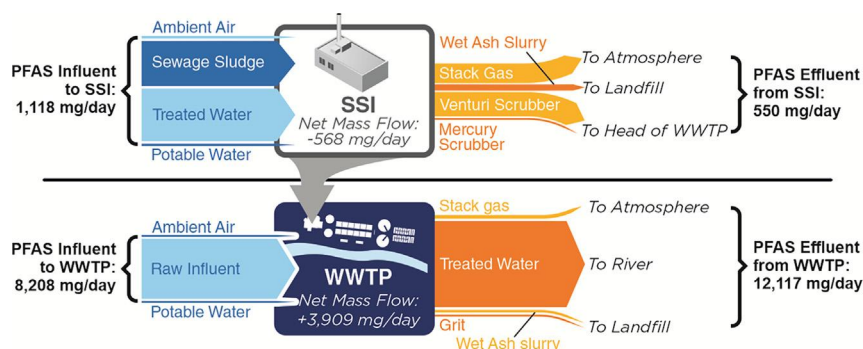 Ambient Air
PFAS Influent
to SSI:
1,118 mg/day
Sewage Sludge
Treated Water
Potable Water
SSI
Net Mass Flow:
-568 mg/day
Wet Ash Slurry
Stack Gas
Venturi Scrubber
Mercury
Scrubber
To Atmosphere
To Landfill
To Head of WWTP
PFAS Effluent
from SSI:
550 mg/day
Ambient Air
PFAS Influent
to WWTP:
8,208 mg/day
Raw Influent
Potable Water
WWTP
Net Mass Flow:
+3,909 mg/day
Stack gas
Treated Water
Grit
Wet Ash slurry
To Atmosphere
To River
To Landfill
PFAS Effluent
from WWTP:
12,117 mg/day